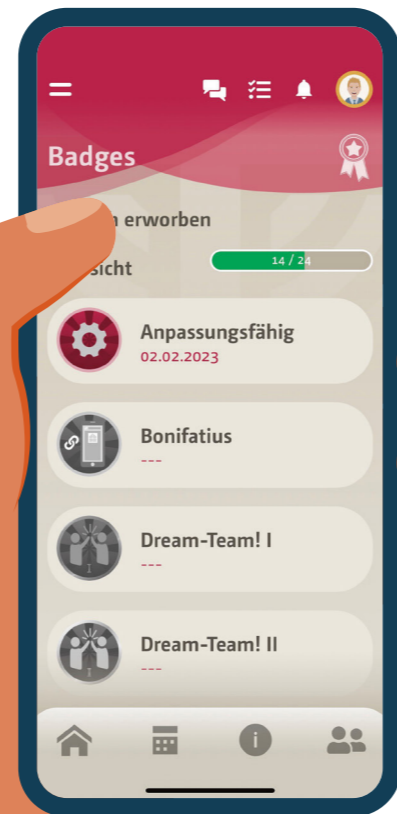 Badges
erworben
sicht
14 / 24
Anpassungsfähig
02.02.2023
Bonifatius
---
Dream-Team! I
---
Dream-Team! II
---